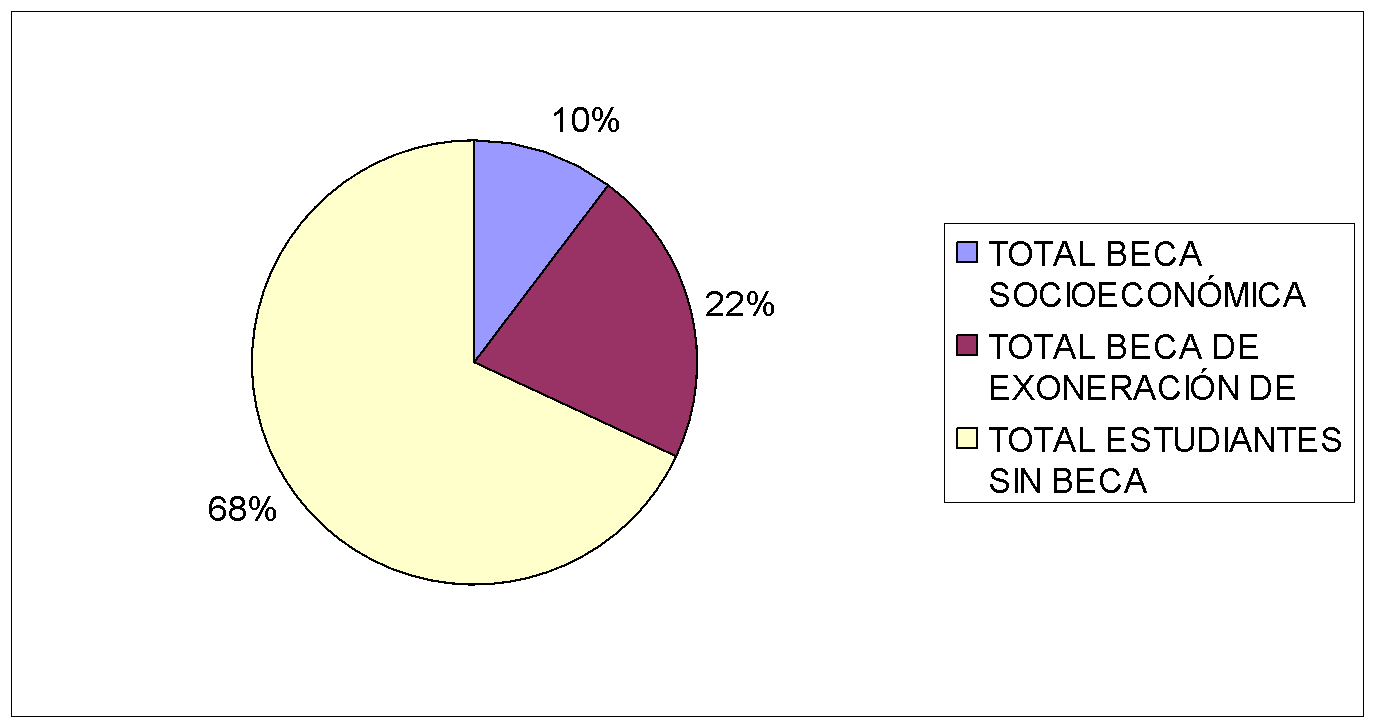 10%
22%
68%
TOTAL BECA
SOCIOECONÓMICA
TOTAL BECA DE
EXONERACIÓN DE
TOTAL ESTUDIANTES
SIN BECA